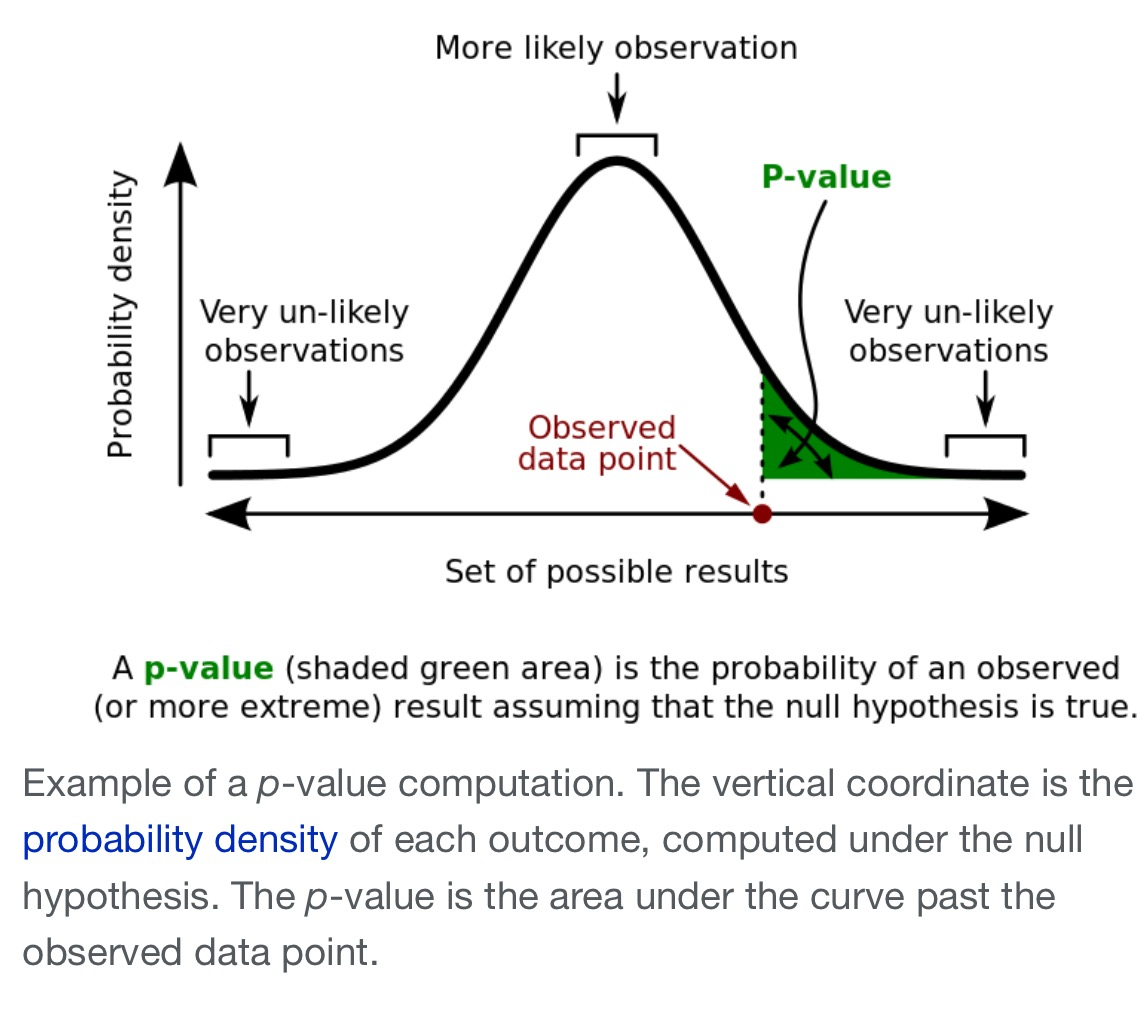 More likely observation
P-value
Probability density
Very un-likely
observations
Very un-likely
observations
Observed
data point
Set of possible results
A p-value (shaded green area) is the probability of an observed
(or more extreme) result assuming that the null hypothesis is true.
Example of a p-value computation. The vertical coordinate is the
probability density of each outcome, computed under the null
hypothesis. The p-value is the area under the curve past the
observed data point.